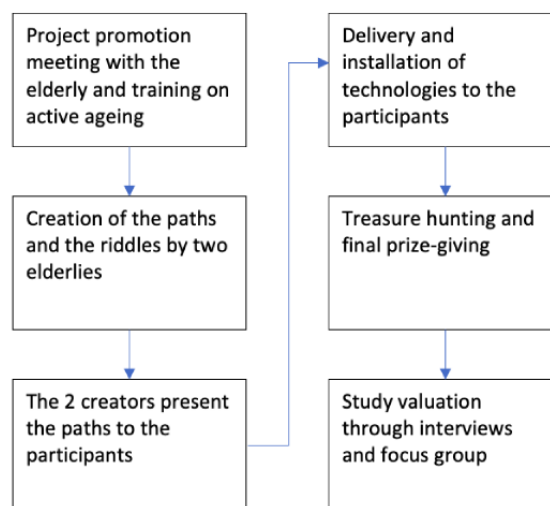 Project promotion
meeting with the
elderly and training on
active ageing
Creation of the paths
and the riddles by two
elderlies
The 2 creators present
the paths to the
participants
Delivery and
installation of
technologies to the
participants
Treasure hunting and
final prize-giving
Study valuation
through interviews
and focus group